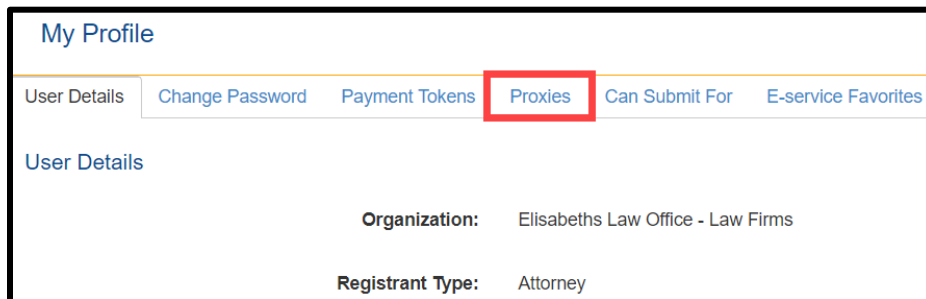 My Profile
User Details Change Password Payment Tokens Proxies Can Submit For E-service Favorites
User Details
Organization: Elisabeths Law Office - Law Firms
Registrant Type: Attorney